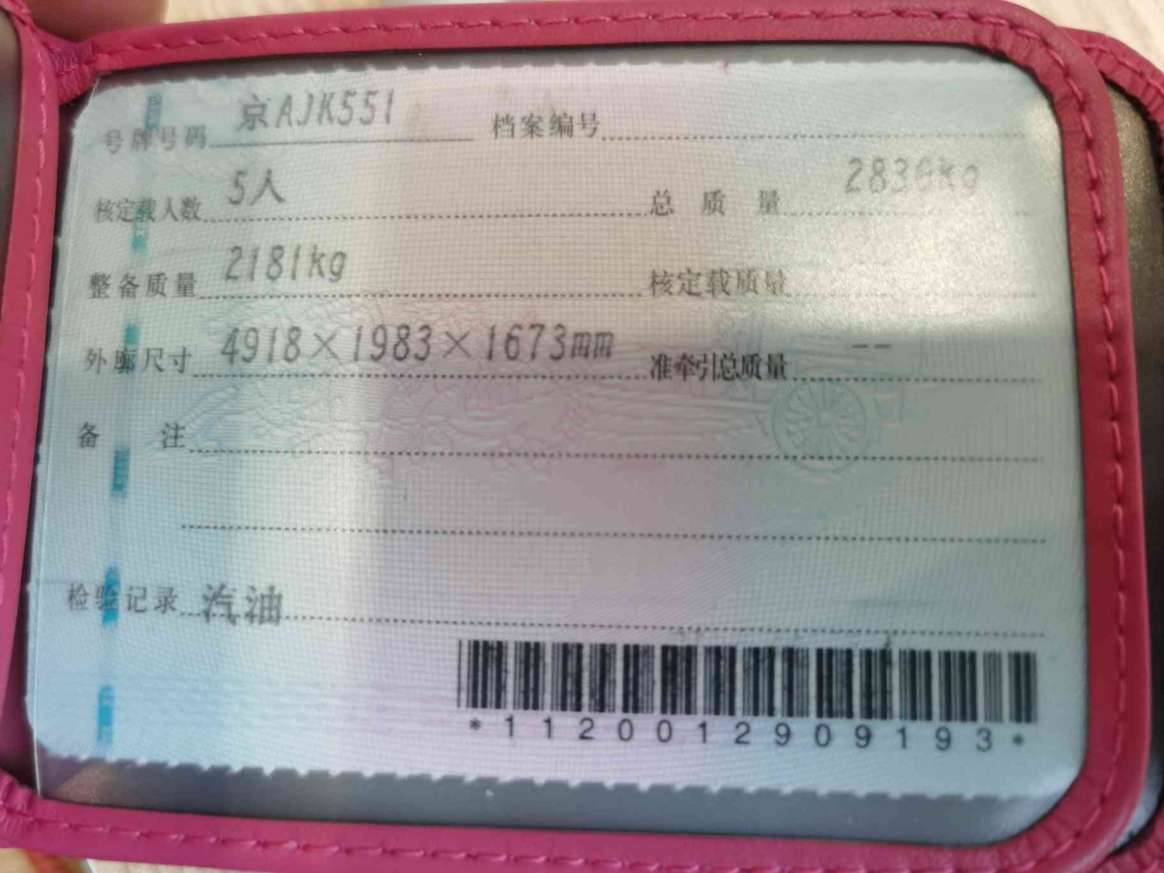 号牌号码 京AJK551 档案编号
核定载人数 5人 总质量
整备质量 2181kg 核定载质量
外廓尺寸 4918×1983×1673mm 准牵引总质量 --
备注
检验记录 汽油
*1120012909193*